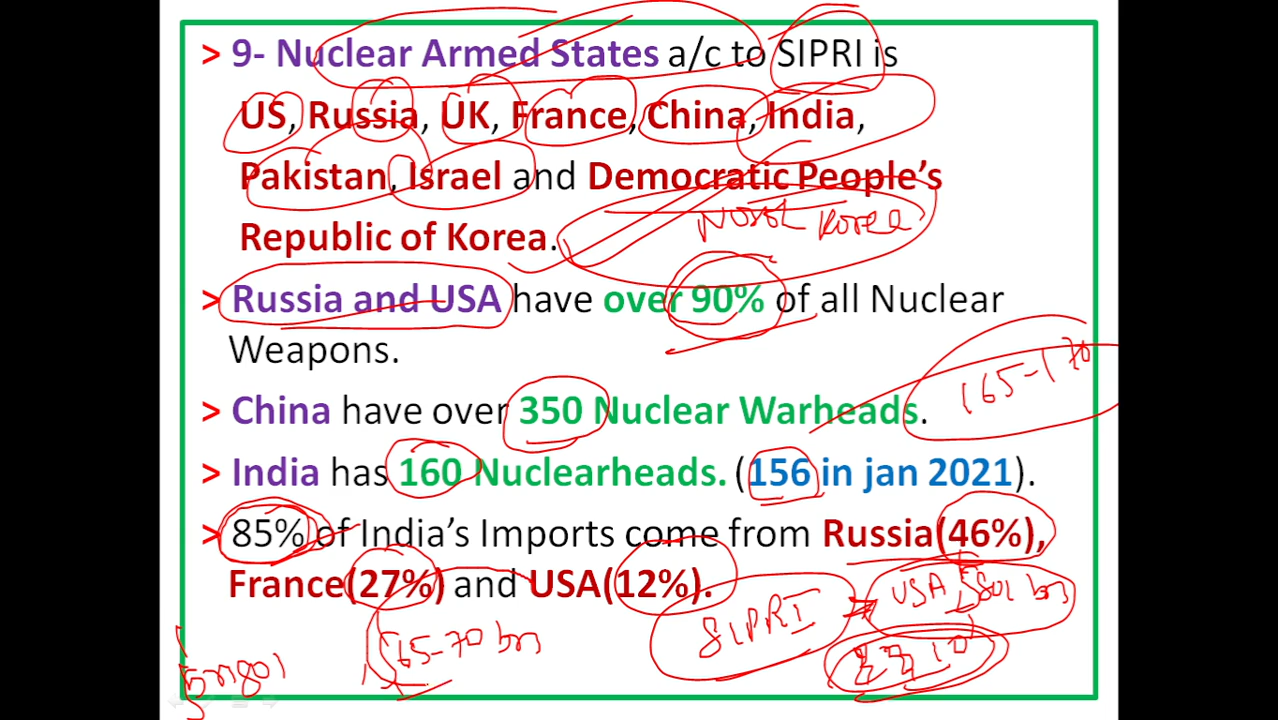 > 9- Nuclear Armed States a/c to SIPRI is
US, Russia, UK, France, China, India,
Pakistan, Israel and Democratic People's
North Korea
Republic of Korea.
> Russia and USA have over 90% of all Nuclear
Weapons.
165-170
> China have over 350 Nuclear Warheads.
> India has 160 Nuclearheads. (156 in jan 2021).
> 85% of India's Imports come from Russia(46%),
France(27%) and USA(12%).
SIPRI USA 801 bn
65-70 bn